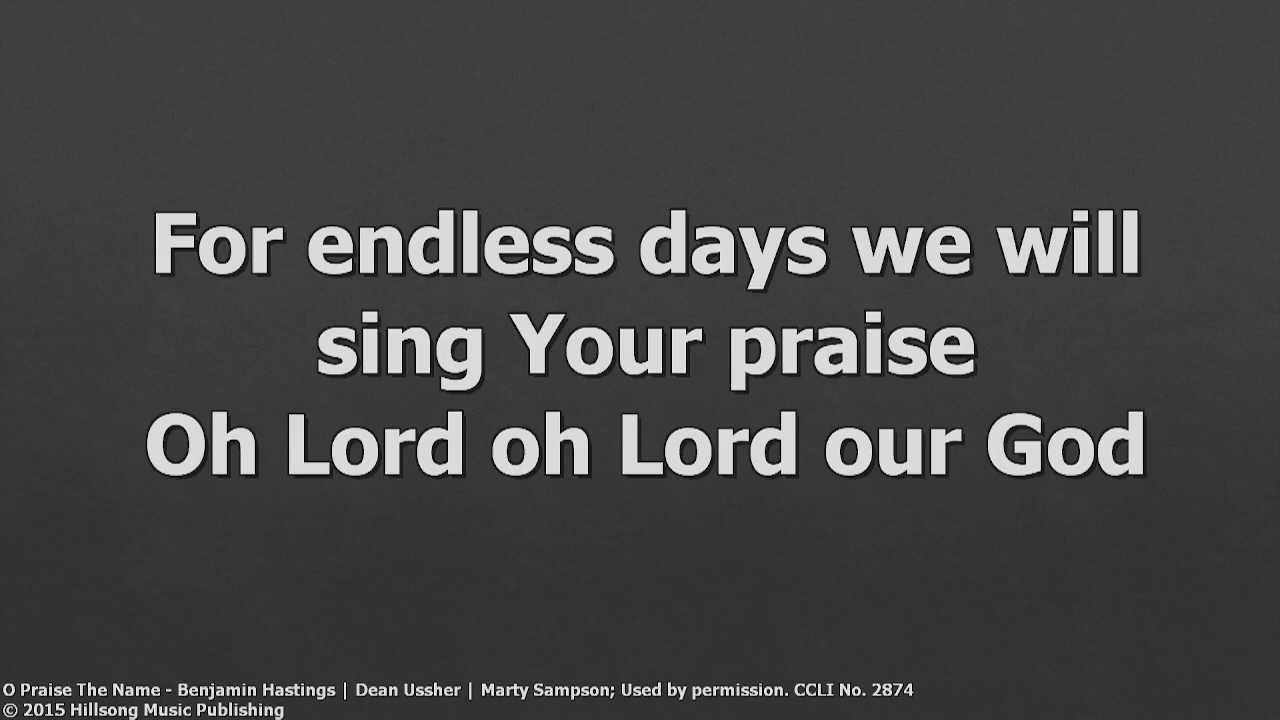 For endless days we will
sing Your praise
Oh Lord oh Lord our God
O Praise The Name - Benjamin Hastings | Dean Ussher | Marty Sampson; Used by permission. CCLI No. 2874
© 2015 Hillsong Music Publishing